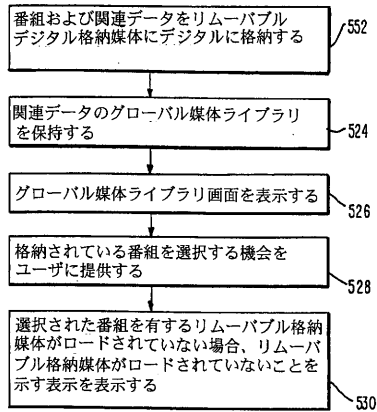 番組および関連データをリムーバブル
デジタル格納媒体にデジタルに格納する
552
関連データのグローバル媒体ライブラリ
を保持する
524
グローバル媒体ライブラリ画面を表示する
526
格納されている番組を選択する機会を
ユーザに提供する
528
選択された番組を有するリムーバブル格納
媒体がロードされていない場合、リムーバ
ブル格納媒体がロードされていないことを
示す表示を表示する
530